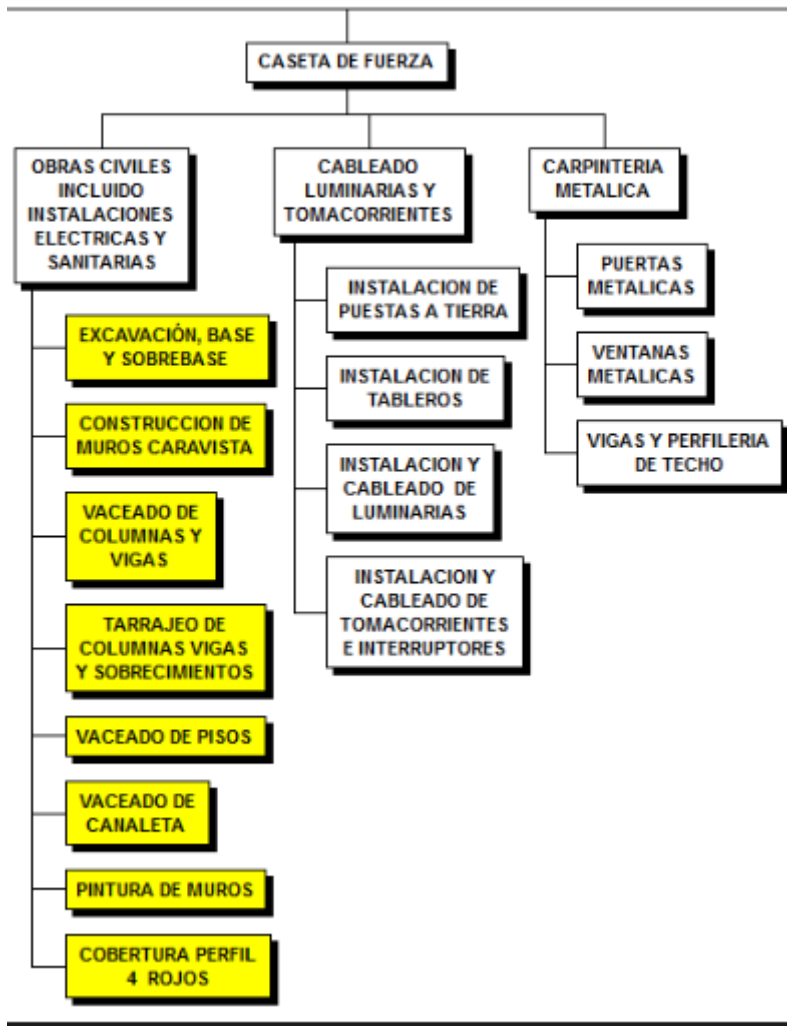 CASETA DE FUERZA
OBRAS CIVILES
INCLUIDO
INSTALACIONES
ELECTRICAS Y
SANITARIAS
EXCAVACIÓN, BASE
Y SOBREBASE
CONSTRUCCION DE
MUROS CARAVISTA
VACEADO DE
COLUMNAS Y
VIGAS
TARRAJEO DE
COLUMNAS VIGAS
Y SOBRECIMIENTOS
VACEADO DE PISOS
VACEADO DE
CANALETA
PINTURA DE MUROS
COBERTURA PERFIL
4 ROJOS
CABLEADO
LUMINARIAS Y
TOMACORRIENTES
INSTALACION DE
PUESTAS A TIERRA
INSTALACION DE
TABLEROS
INSTALACION Y
CABLEADO DE
LUMINARIAS
INSTALACION Y
CABLEADO DE
TOMACORRIENTES
E INTERRUPTORES
CARPINTERIA
METALICA
PUERTAS
METALICAS
VENTANAS
METALICAS
VIGAS Y PERFILERIA
DE TECHO